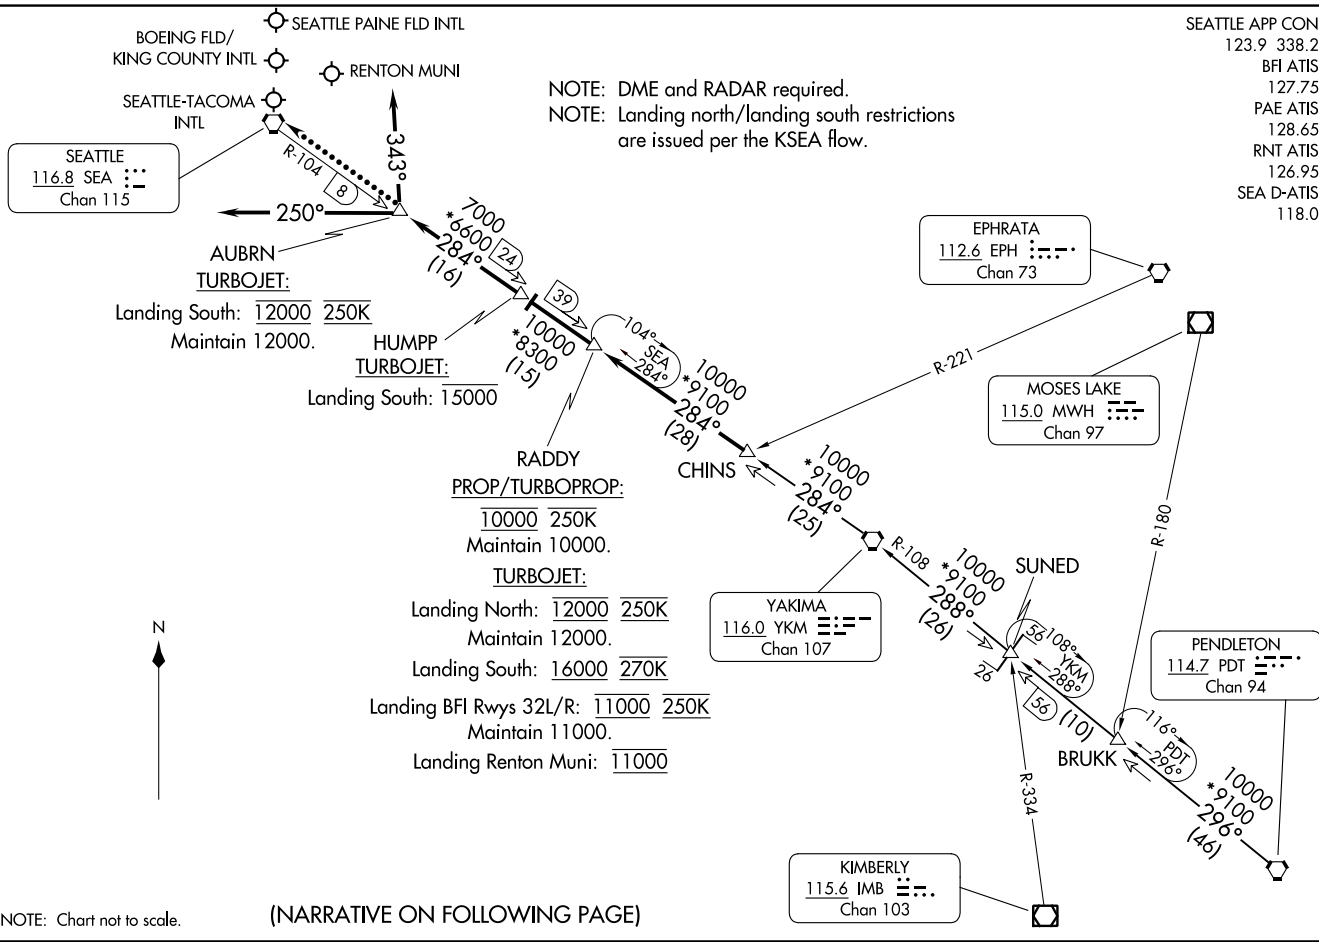 SEATTLE PAINE FLD INTL
BOEING FLD/
KING COUNTY INTL
RENTON MUNI
SEATTLE-TACOMA
INTL
SEATTLE APP CON
123.9 338.2
BFI ATIS
127.75
PAE ATIS
128.65
RNT ATIS
126.95
SEA D-ATIS
118.0
NOTE: DME and RADAR required.
NOTE: Landing north/landing south restrictions
are issued per the KSEA flow.
SEATTLE
116.8 SEA
Chan 115
R-104
8
343°
250°
AUBRN
TURBOJET:
Landing South: 12000 250K
Maintain 12000.
7000
*6600
284°
(16)
24
HUMPP
TURBOJET:
Landing South: 15000
39
10000
*8300
(15)
104°
SEA
284°
RADDY
PROP/TURBOPROP:
10000 250K
Maintain 10000.
TURBOJET:
Landing North: 12000 250K
Maintain 12000.
Landing South: 16000 270K
Landing BFI Rwys 32L/R: 11000 250K
Maintain 11000.
Landing Renton Muni: 11000
10000
*9100
284°
(28)
CHINS
EPHRATA
112.6 EPH
Chan 73
R-221
MOSES LAKE
115.0 MWH
Chan 97
R-180
10000
*9100
284°
(25)
YAKIMA
116.0 YKM
Chan 107
R-108
10000
*9100
288°
(26)
SUNED
56
26
108°
YKM
288°
56
(10)
BRUKK
116°
PDT
296°
PENDLETON
114.7 PDT
Chan 94
10000
*9100
296°
(46)
R-334
KIMBERLY
115.6 IMB
Chan 103
N
NOTE: Chart not to scale.
(NARRATIVE ON FOLLOWING PAGE)